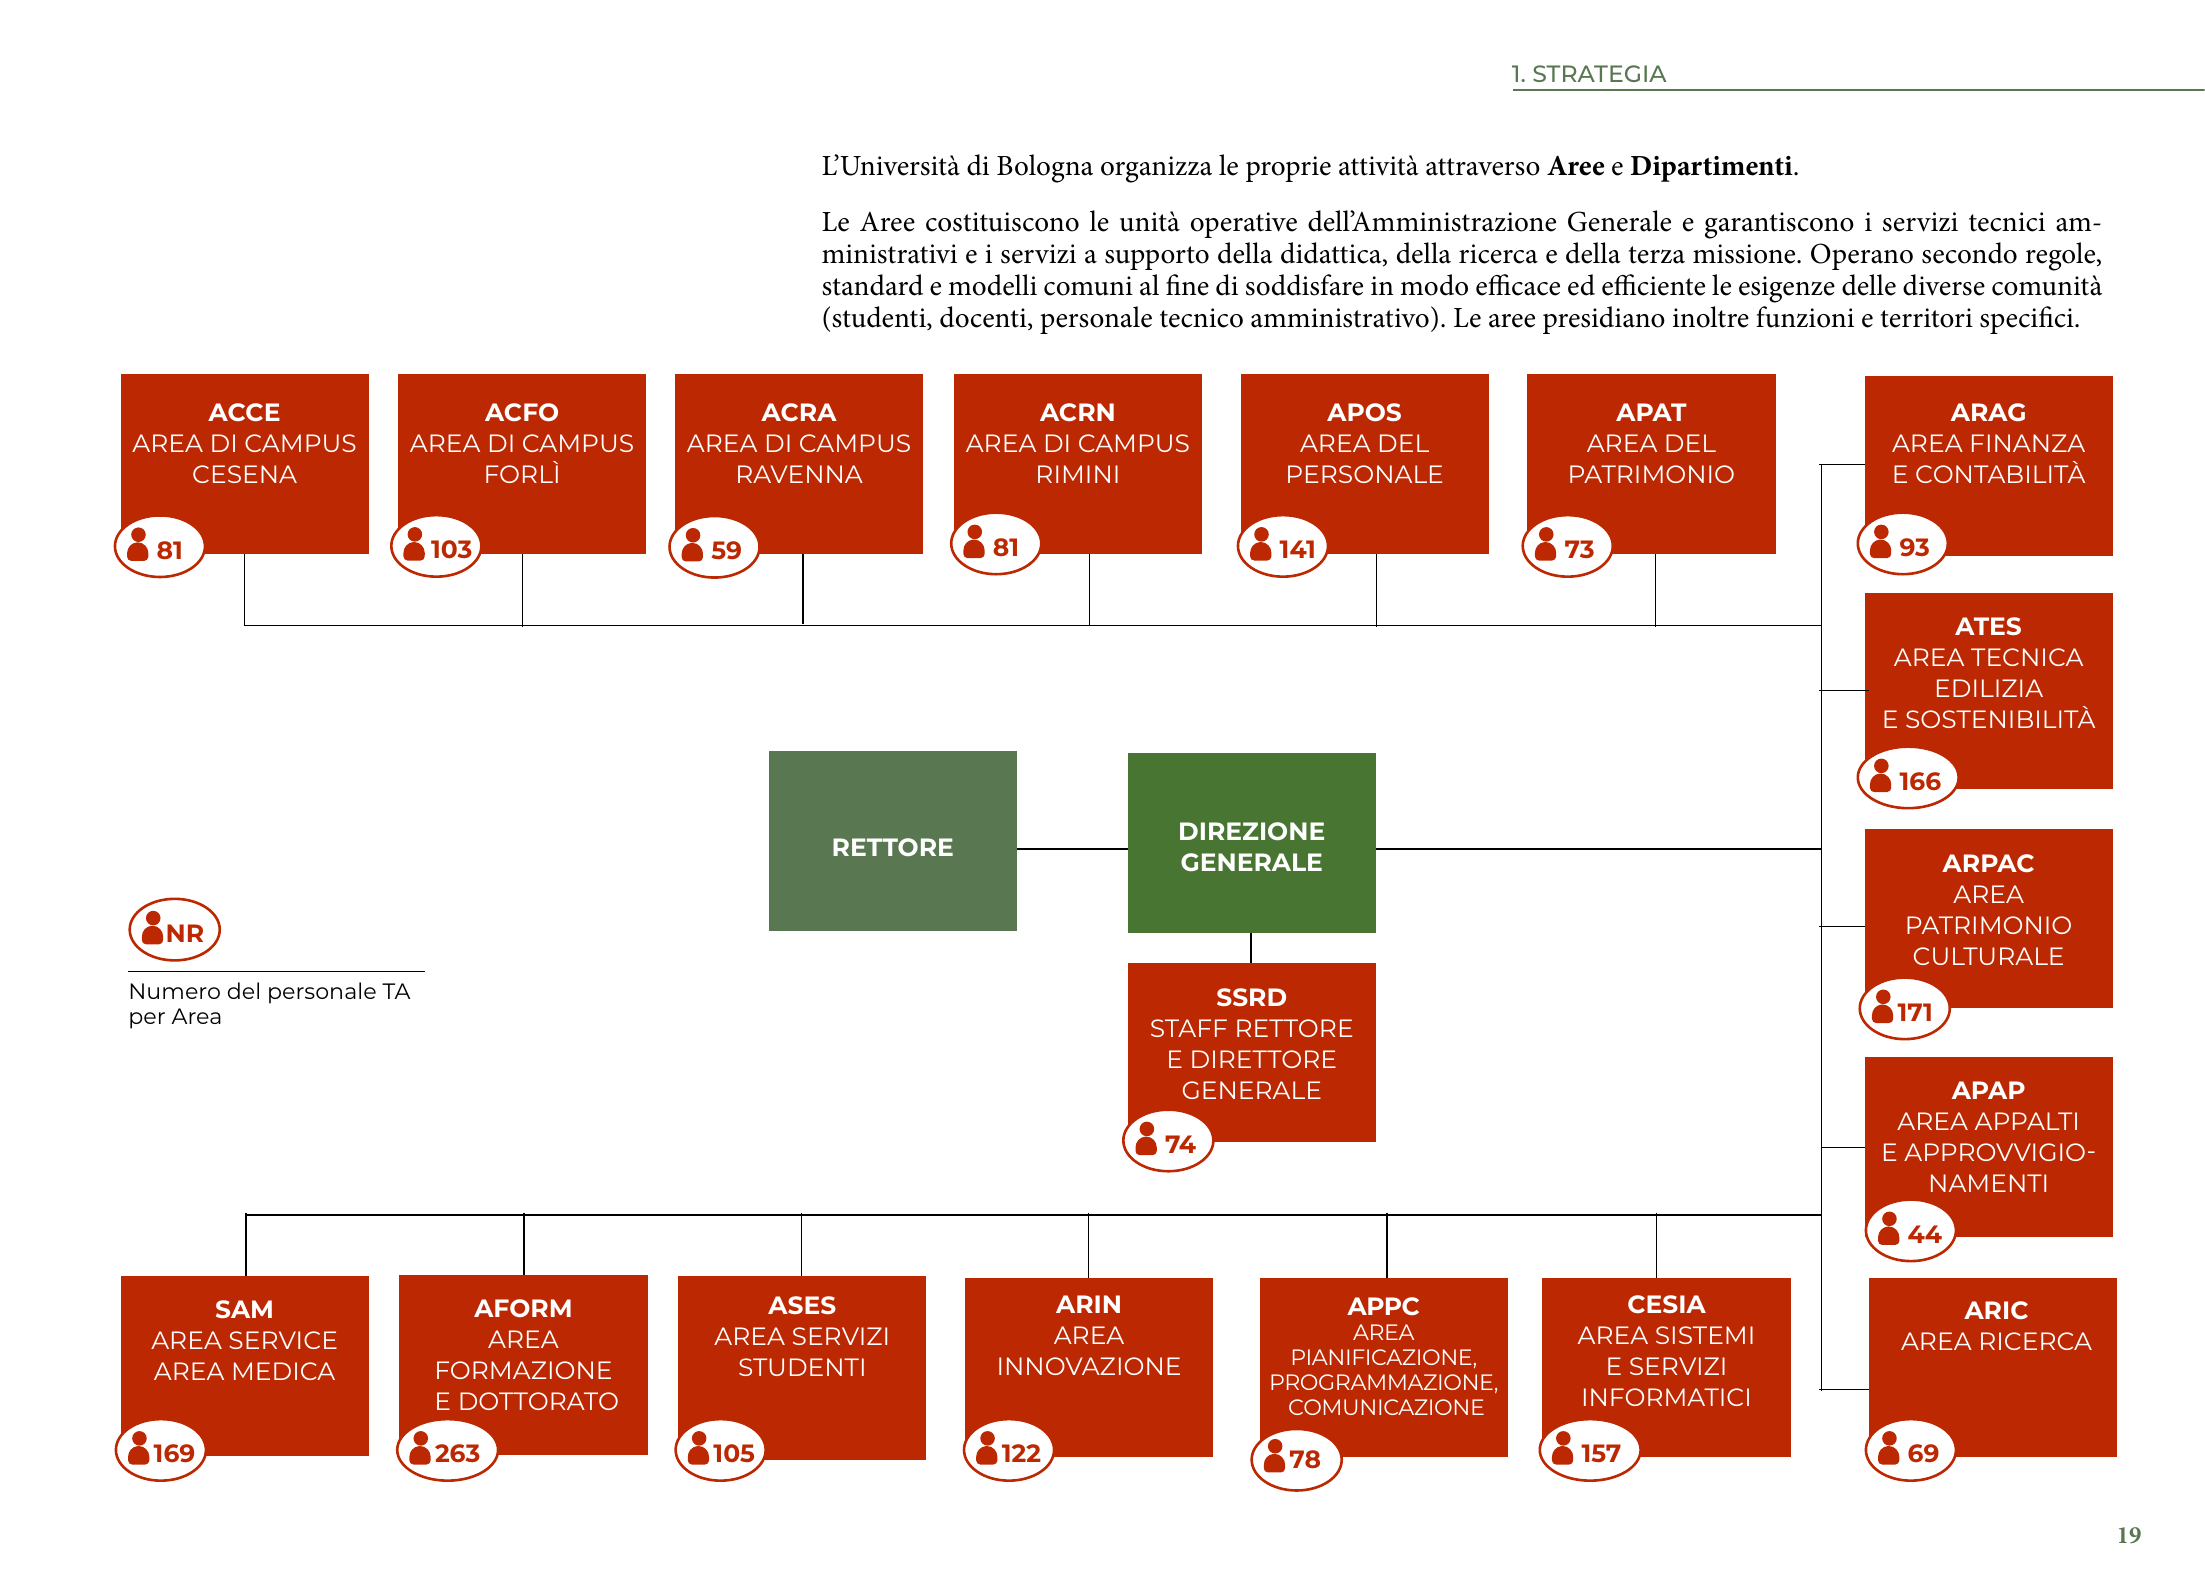 1. STRATEGIA
L’Università di Bologna organizza le proprie attività attraverso Aree e Dipartimenti.
Le Aree costituiscono le unità operative dell’Amministrazione Generale e garantiscono i servizi tecnici am-
ministrativi e i servizi a supporto della didattica, della ricerca e della terza missione. Operano secondo regole,
standard e modelli comuni al fine di soddisfare in modo efficace ed efficiente le esigenze delle diverse comunità
(studenti, docenti, personale tecnico amministrativo). Le aree presidiano inoltre funzioni e territori specifici.
ACCE
AREA DI CAMPUS
CESENA
81
ACFO
AREA DI CAMPUS
FORLÌ
103
ACRA
AREA DI CAMPUS
RAVENNA
59
ACRN
AREA DI CAMPUS
RIMINI
81
APOS
AREA DEL
PERSONALE
141
APAT
AREA DEL
PATRIMONIO
73
ARAG
AREA FINANZA
E CONTABILITÀ
93
ATES
AREA TECNICA
EDILIZIA
E SOSTENIBILITÀ
166
RETTORE
DIREZIONE
GENERALE
ARPAC
AREA
PATRIMONIO
CULTURALE
171
NR
Numero del personale TA
per Area
SSRD
STAFF RETTORE
E DIRETTORE
GENERALE
74
APAP
AREA APPALTI
E APPROVVIGIO-
NAMENTI
44
SAM
AREA SERVICE
AREA MEDICA
169
AFORM
AREA
FORMAZIONE
E DOTTORATO
263
ASES
AREA SERVIZI
STUDENTI
105
ARIN
AREA
INNOVAZIONE
122
APPC
AREA
PIANIFICAZIONE,
PROGRAMMAZIONE,
COMUNICAZIONE
78
CESIA
AREA SISTEMI
E SERVIZI
INFORMATICI
157
ARIC
AREA RICERCA
69
19